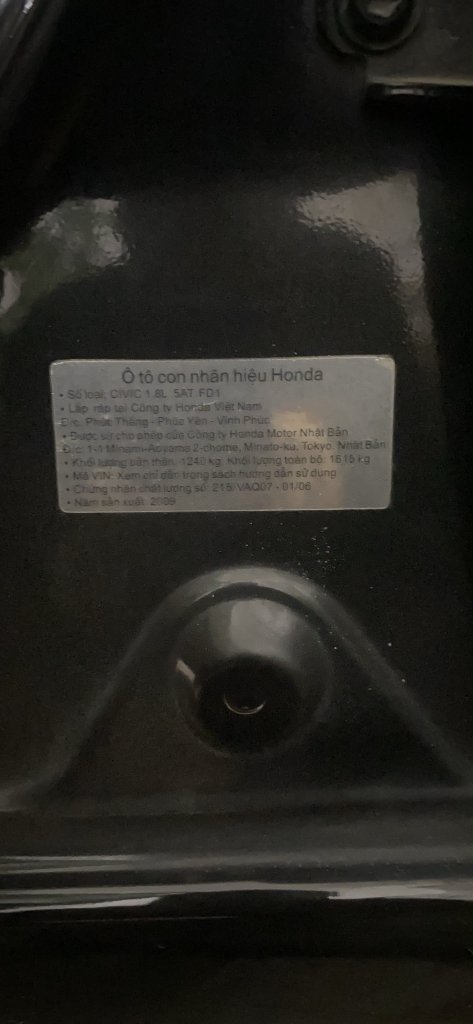 Ô tô con nhãn hiệu Honda
• Số loại: CIVIC 1.8L 5AT FD1
• Lắp ráp tại Công ty Honda Việt Nam
Đ/c: Phúc Thắng - Phúc Yên - Vĩnh Phúc
• Được sự cho phép của Công ty Honda Motor Nhật Bản
Đ/c: 1-1 Minami-Aoyama 2-chome, Minato-ku, Tokyo, Nhật Bản
• Khối lượng bản thân: 1240 kg; Khối lượng toàn bộ: 1615 kg
• Mã VIN: Xem chỉ dẫn trong sách hướng dẫn sử dụng
• Chứng nhận chất lượng số: 215/VAQ07 - 01/06
• Năm sản xuất: 2009